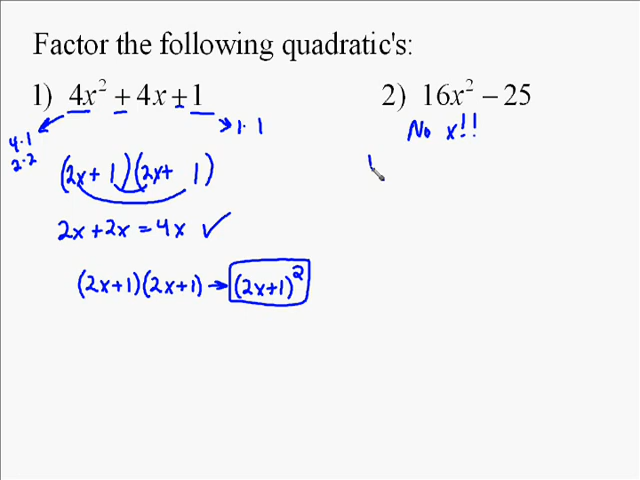 Factor the following quadratic's:
1) 4x² + 4x + 1
4·1
2·2
1·1
(2x + 1)(2x + 1)
2x + 2x = 4x ✓
(2x+1)(2x+1) → (2x+1)²
2) 16x² − 25
No x!!